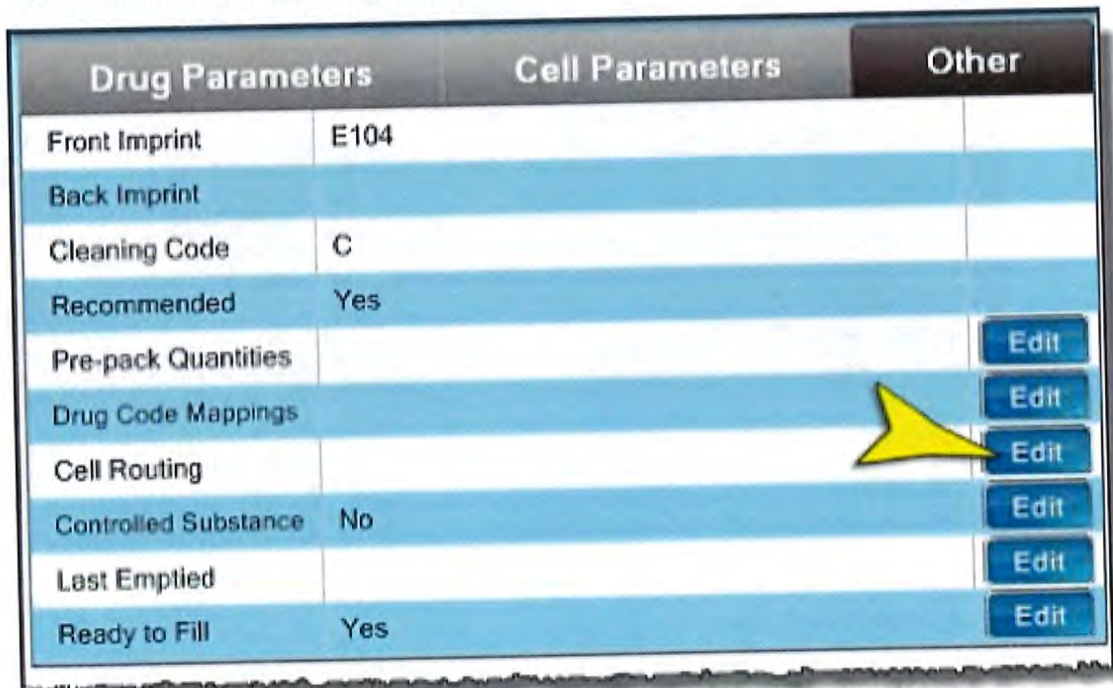 Drug Parameters Cell Parameters Other
Front Imprint E104
Back Imprint
Cleaning Code C
Recommended Yes
Pre-pack Quantities Edit
Drug Code Mappings Edit
Cell Routing Edit
Controlled Substance No Edit
Last Emptied Edit
Ready to Fill Yes Edit